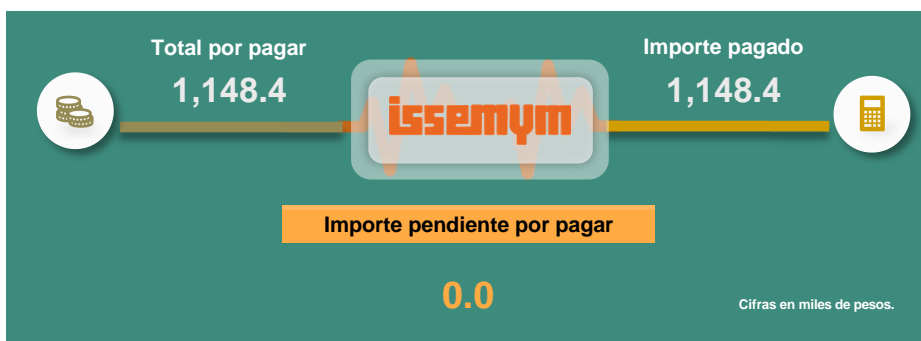 Total por pagar
1,148.4
issemym
Importe pagado
1,148.4
Importe pendiente por pagar
0.0
Cifras en miles de pesos.